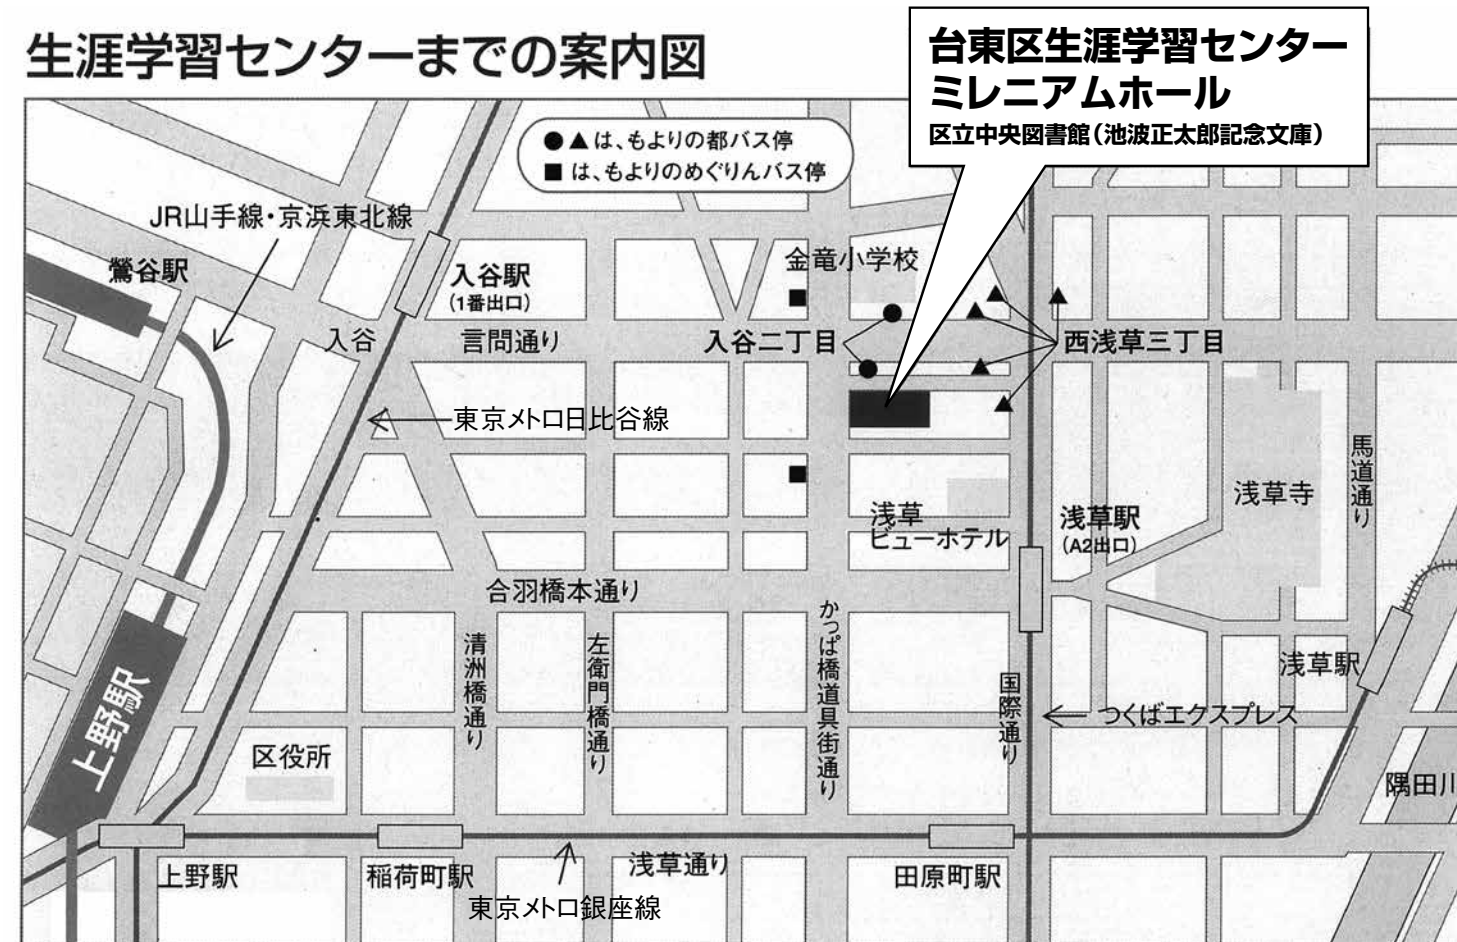 生涯学習センターまでの案内図
台東区生涯学習センター
ミレニアムホール
区立中央図書館(池波正太郎記念文庫)
●▲は、もよりの都バス停
■は、もよりのめぐりんバス停
JR山手線・京浜東北線
鶯谷駅
入谷駅
(1番出口)
金竜小学校
入谷
言問通り
入谷二丁目
西浅草三丁目
東京メトロ日比谷線
馬道通り
浅草寺
浅草
ビューホテル
浅草駅
(A2出口)
合羽橋本通り
清洲橋通り
左衛門橋通り
かっぱ橋道具街通り
国際通り
浅草駅
つくばエクスプレス
上野駅
区役所
隅田川
上野駅
稲荷町駅
浅草通り
田原町駅
東京メトロ銀座線